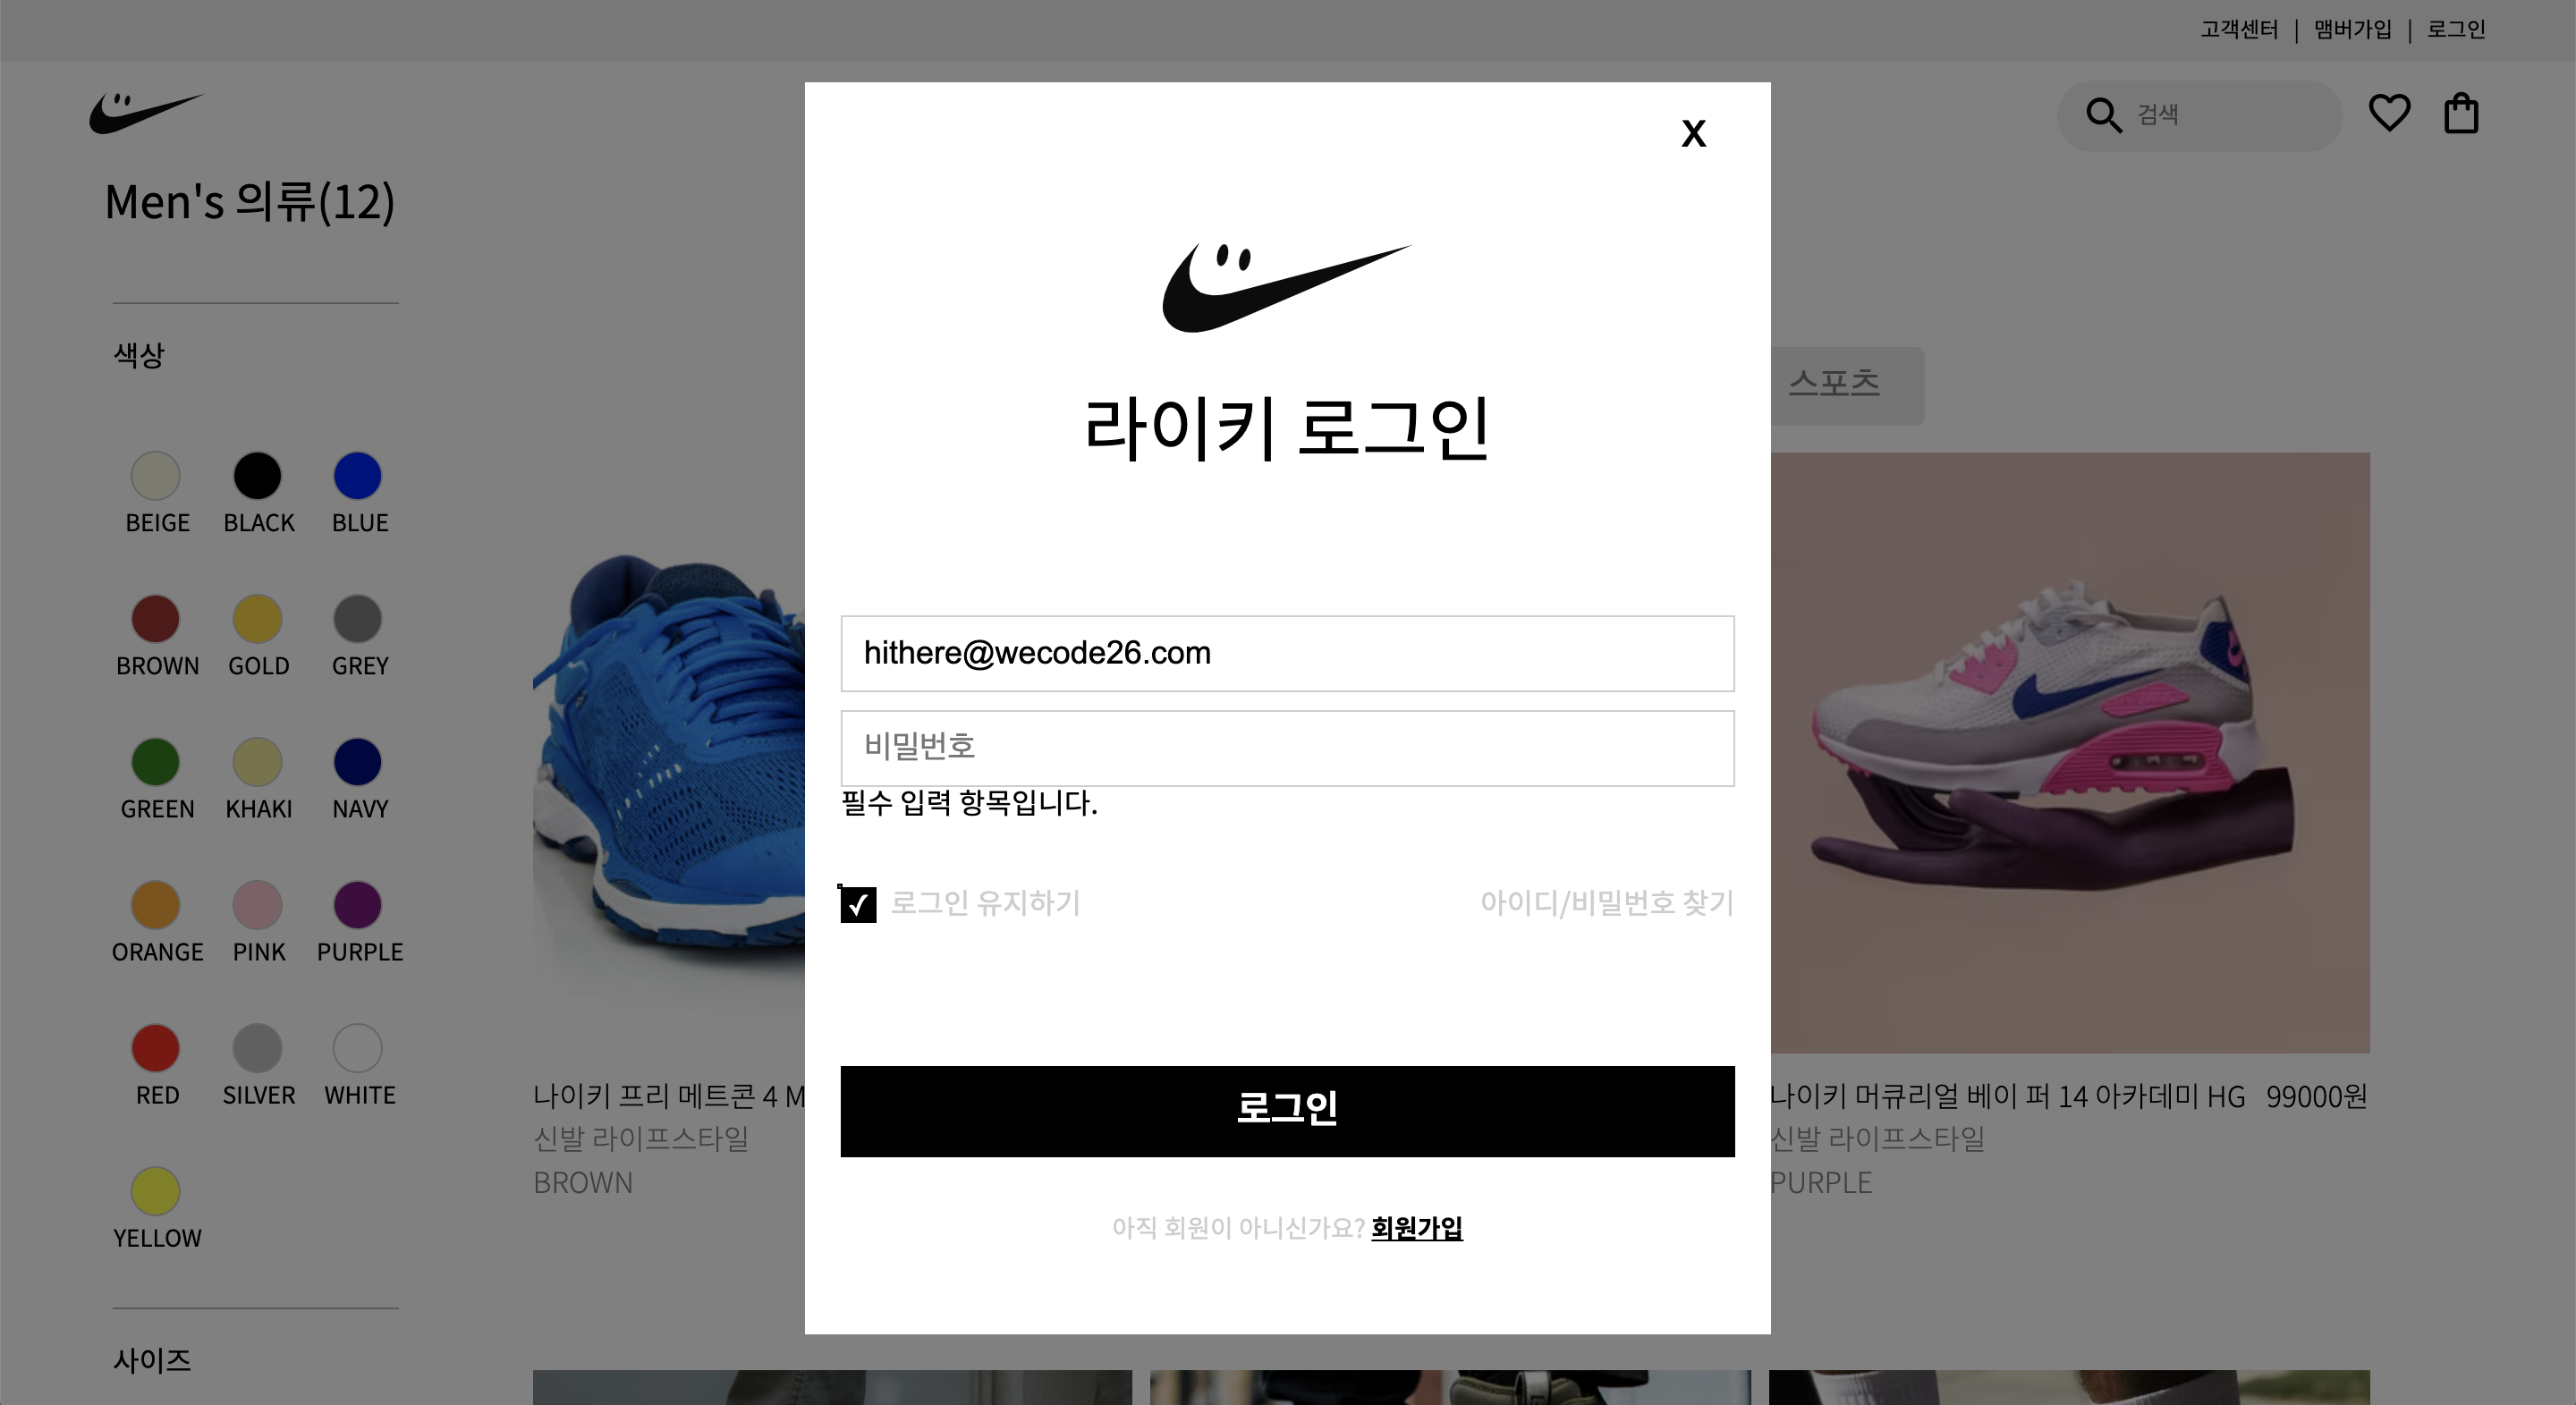 고객센터 | 맴버가입 | 로그인
검색
Men's 의류(12)
색상
BEIGE BLACK BLUE
BROWN GOLD GREY
GREEN KHAKI NAVY
ORANGE PINK PURPLE
RED SILVER WHITE
YELLOW
사이즈
스포츠
X
라이키 로그인
hithere@wecode26.com
비밀번호
필수 입력 항목입니다.
로그인 유지하기
아이디/비밀번호 찾기
로그인
아직 회원이 아니신가요? 회원가입
나이키 프리 메트콘 4 M
신발 라이프스타일
BROWN
나이키 머큐리얼 베이 퍼 14 아카데미 HG 99000원
신발 라이프스타일
PURPLE